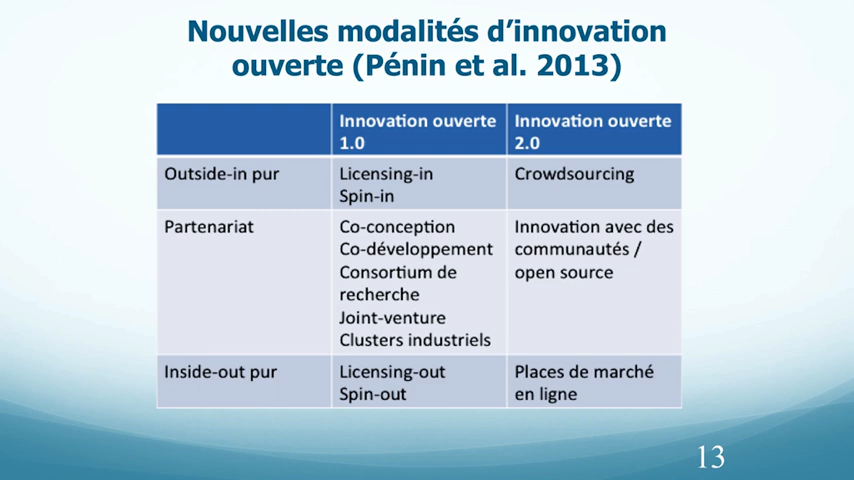 Nouvelles modalités d’innovation
ouverte (Pénin et al. 2013)
Innovation ouverte 1.0
Innovation ouverte 2.0
Outside-in pur
Licensing-in
Spin-in
Crowdsourcing
Partenariat
Co-conception
Co-développement
Consortium de
recherche
Joint-venture
Clusters industriels
Innovation avec des
communautés /
open source
Inside-out pur
Licensing-out
Spin-out
Places de marché
en ligne
13